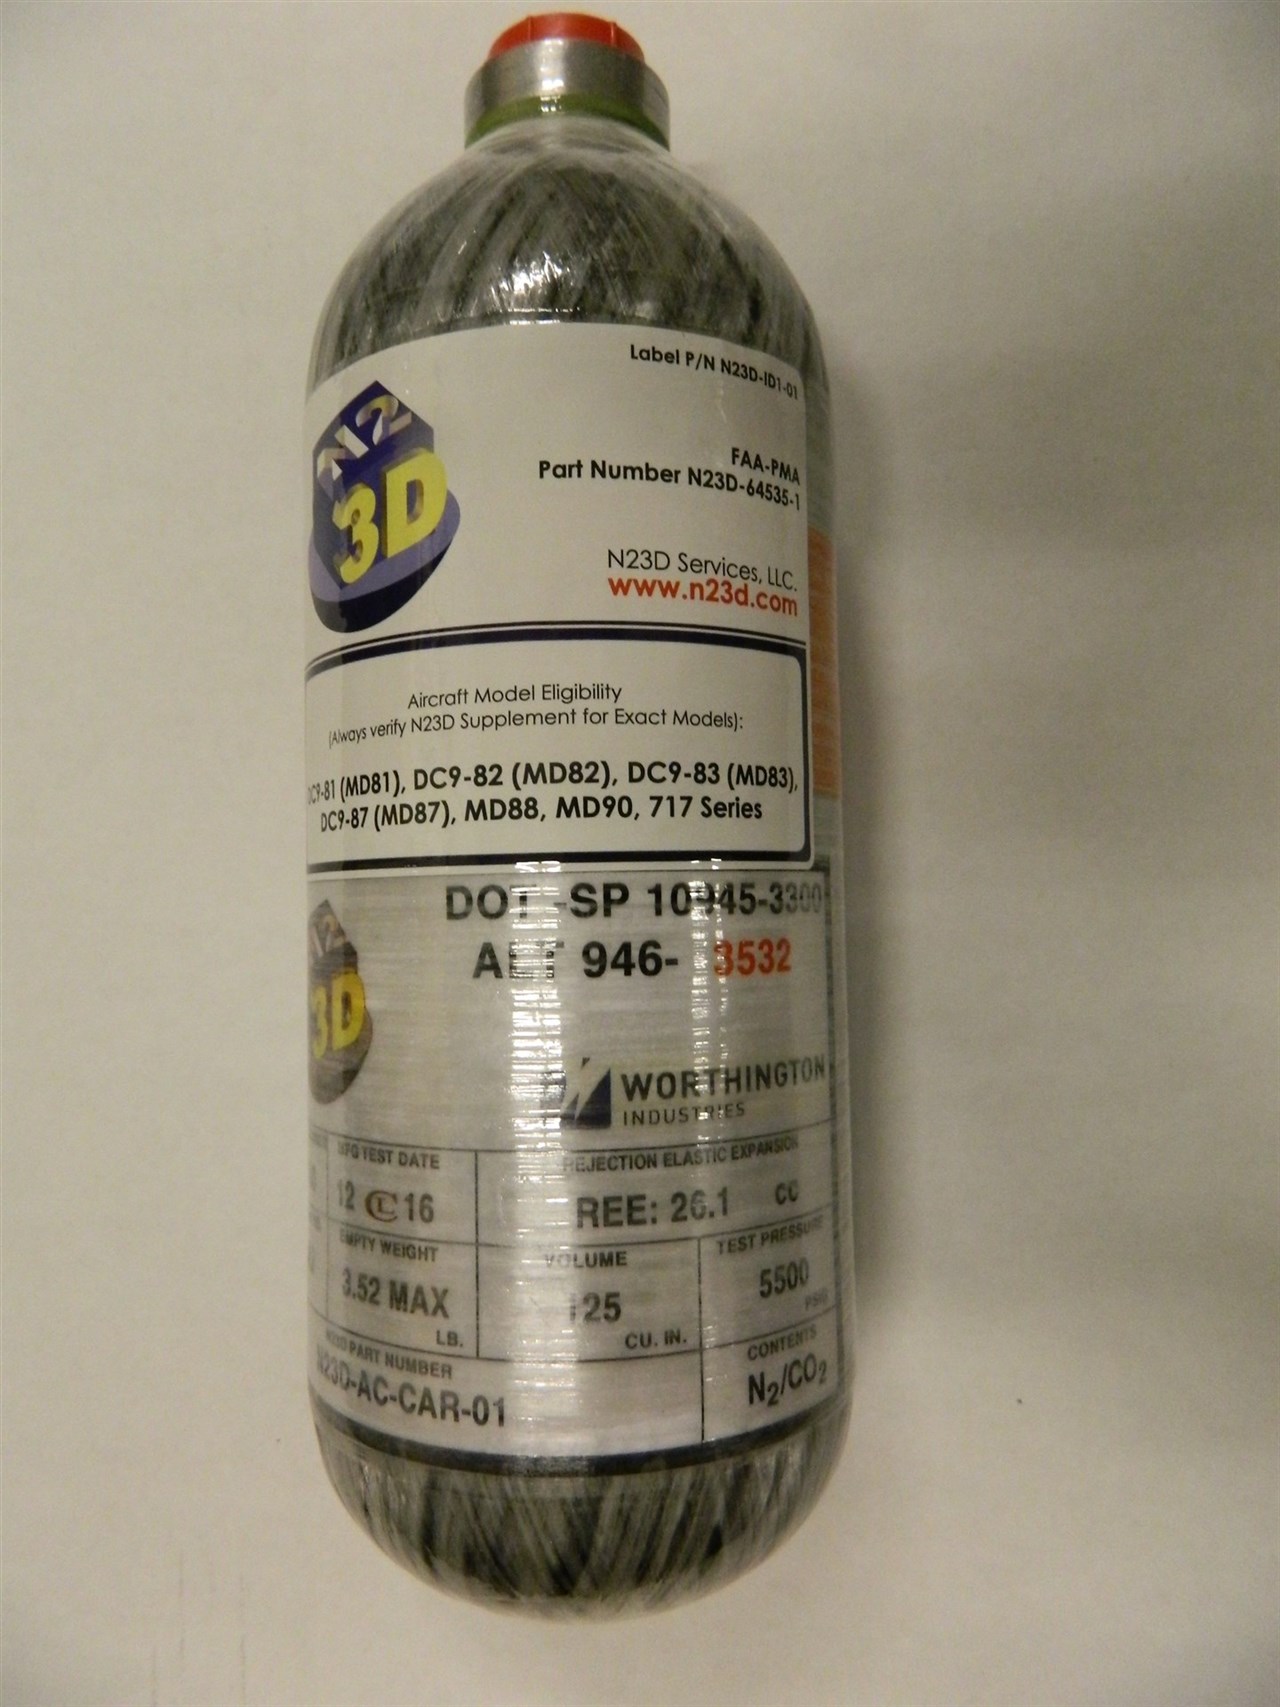 Label P/N N23D-ID1-01
N2
3D
FAA-PMA
Part Number N23D-64535-1
N23D Services, LLC.
www.n23d.com
Aircraft Model Eligibility
(Always verify N23D Supplement for Exact Models):
DC9-81 (MD81), DC9-82 (MD82), DC9-83 (MD83),
DC9-87 (MD87), MD88, MD90, 717 Series
DOT -SP 10945-3300
ALT 946- 3532
N2
3D
WORTHINGTON
INDUSTRIES
MFG TEST DATE
REJECTION ELASTIC EXPANSION
12 16
REE: 26.1 CC
EMPTY WEIGHT
VOLUME
TEST PRESSURE
3.52 MAX
LB.
125
CU. IN.
5500
PSIG
PART NUMBER
N23D-AC-CAR-01
CONTENTS
N2/CO2